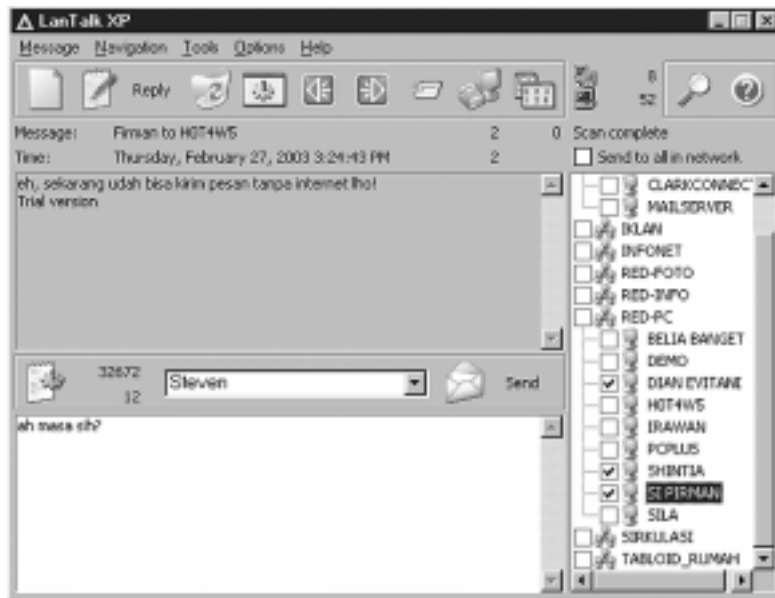 LanTalk XP
Message Navigation Tools Options Help
Reply
8
52
Message: Firman to H0T4W5 2 0
Time: Thursday, February 27, 2003 3:24:43 PM 2
Scan complete
Send to all in network
eh, sekarang udah bisa kirim pesan tanpa internet lho!
Trial version
32672
12
Steven
Send
ah masa sih?
CLARKCONNECT
MAILSERVER
IKLAN
INFONET
RED-FOTO
RED-INFO
RED-PC
BELIA BANGET
DEMO
DIAN EVITANI
H0T4W5
IRAWAN
PCPLUS
SHINTIA
SI PIRMAN
SILA
SIRKULASI
TABLOID_RUMAH